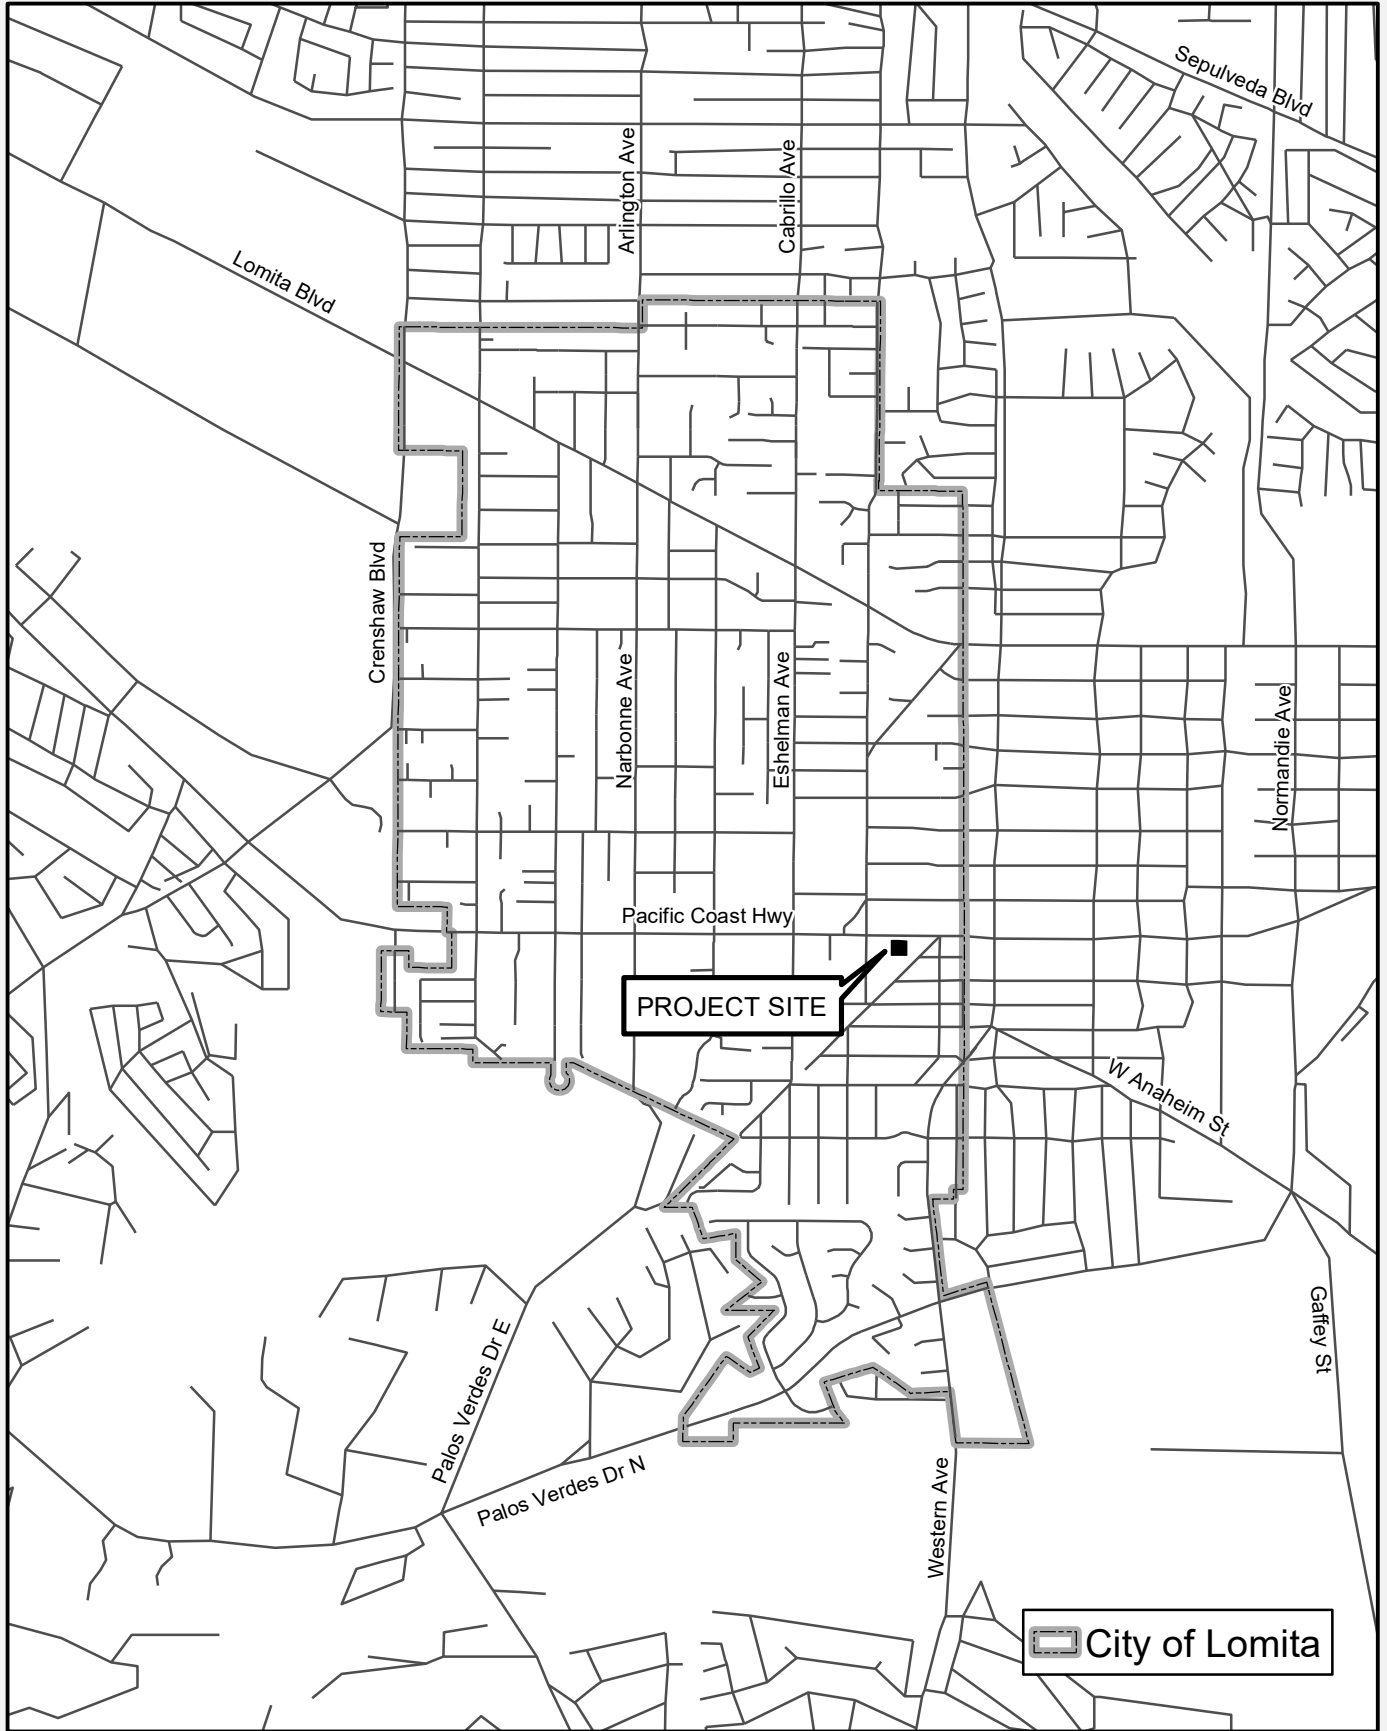 Sepulveda Blvd
Arlington Ave
Cabrillo Ave
Lomita Blvd
Crenshaw Blvd
Narbonne Ave
Eshelman Ave
Normandie Ave
Pacific Coast Hwy
PROJECT SITE
W Anaheim St
Gaffey St
Palos Verdes Dr E
Palos Verdes Dr N
Western Ave
City of Lomita